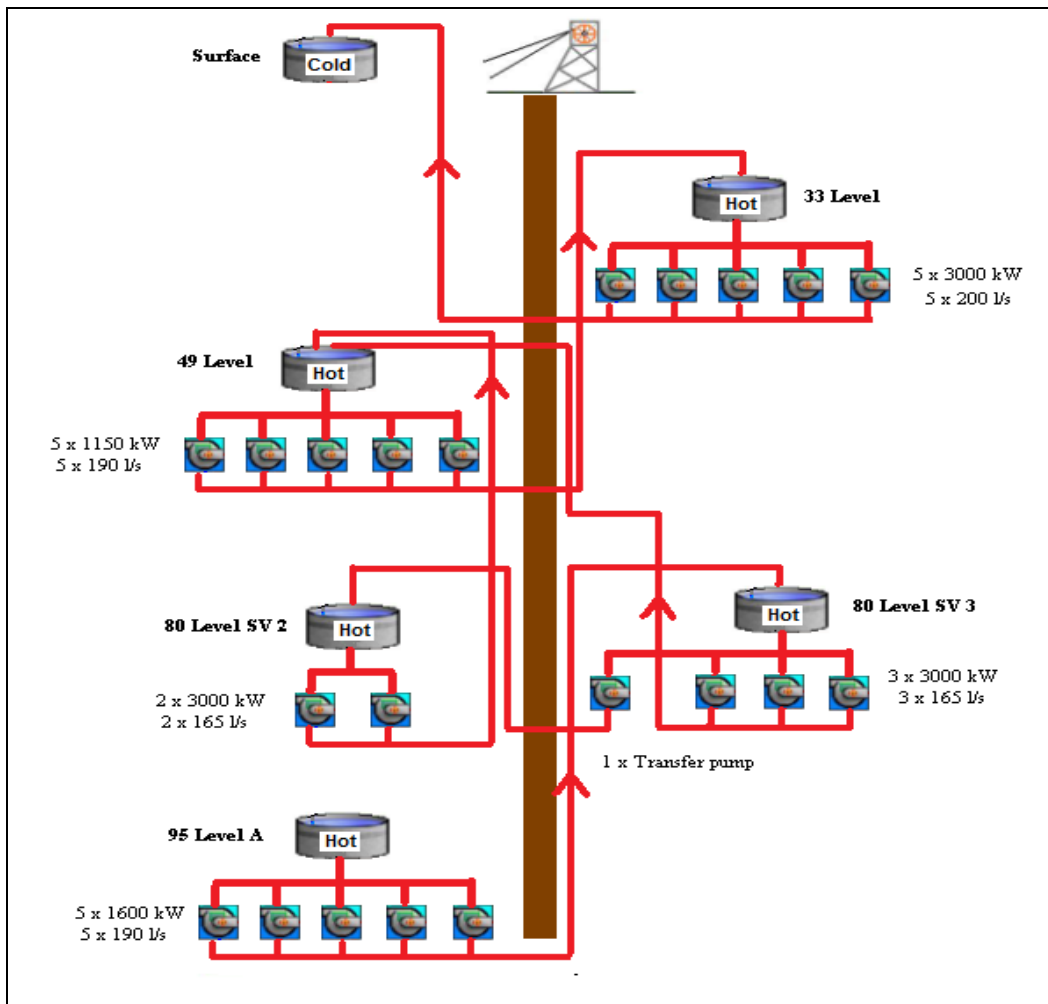 Surface
Cold
Hot
33 Level
5 x 3000 kW
5 x 200 l/s
49 Level
Hot
5 x 1150 kW
5 x 190 l/s
80 Level SV 2
Hot
2 x 3000 kW
2 x 165 l/s
Hot
80 Level SV 3
3 x 3000 kW
3 x 165 l/s
1 x Transfer pump
95 Level A
Hot
5 x 1600 kW
5 x 190 l/s